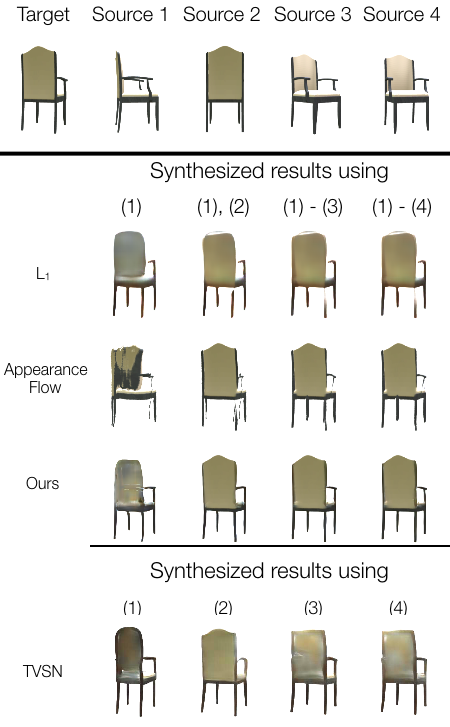 Target Source 1 Source 2 Source 3 Source 4
Synthesized results using
(1) (1), (2) (1) - (3) (1) - (4)
L₁
Appearance
Flow
Ours
Synthesized results using
(1) (2) (3) (4)
TVSN